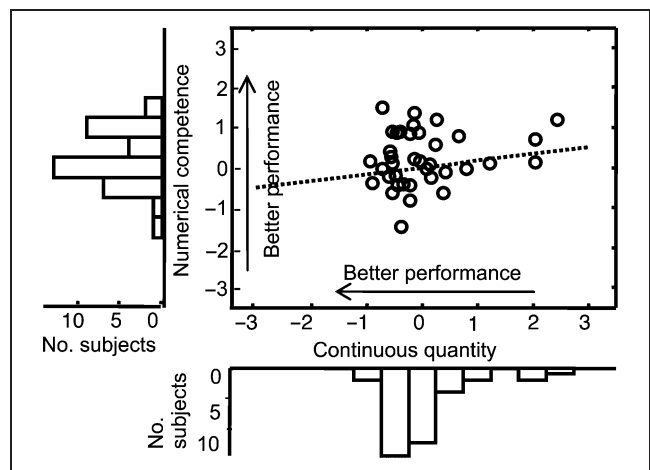 3
2
1
0
−1
−2
−3
Numerical competence
Better performance
Better performance
10 5 0
No. subjects
−3 −2 −1 0 1 2 3
Continuous quantity
0
5
10
No.
subjects